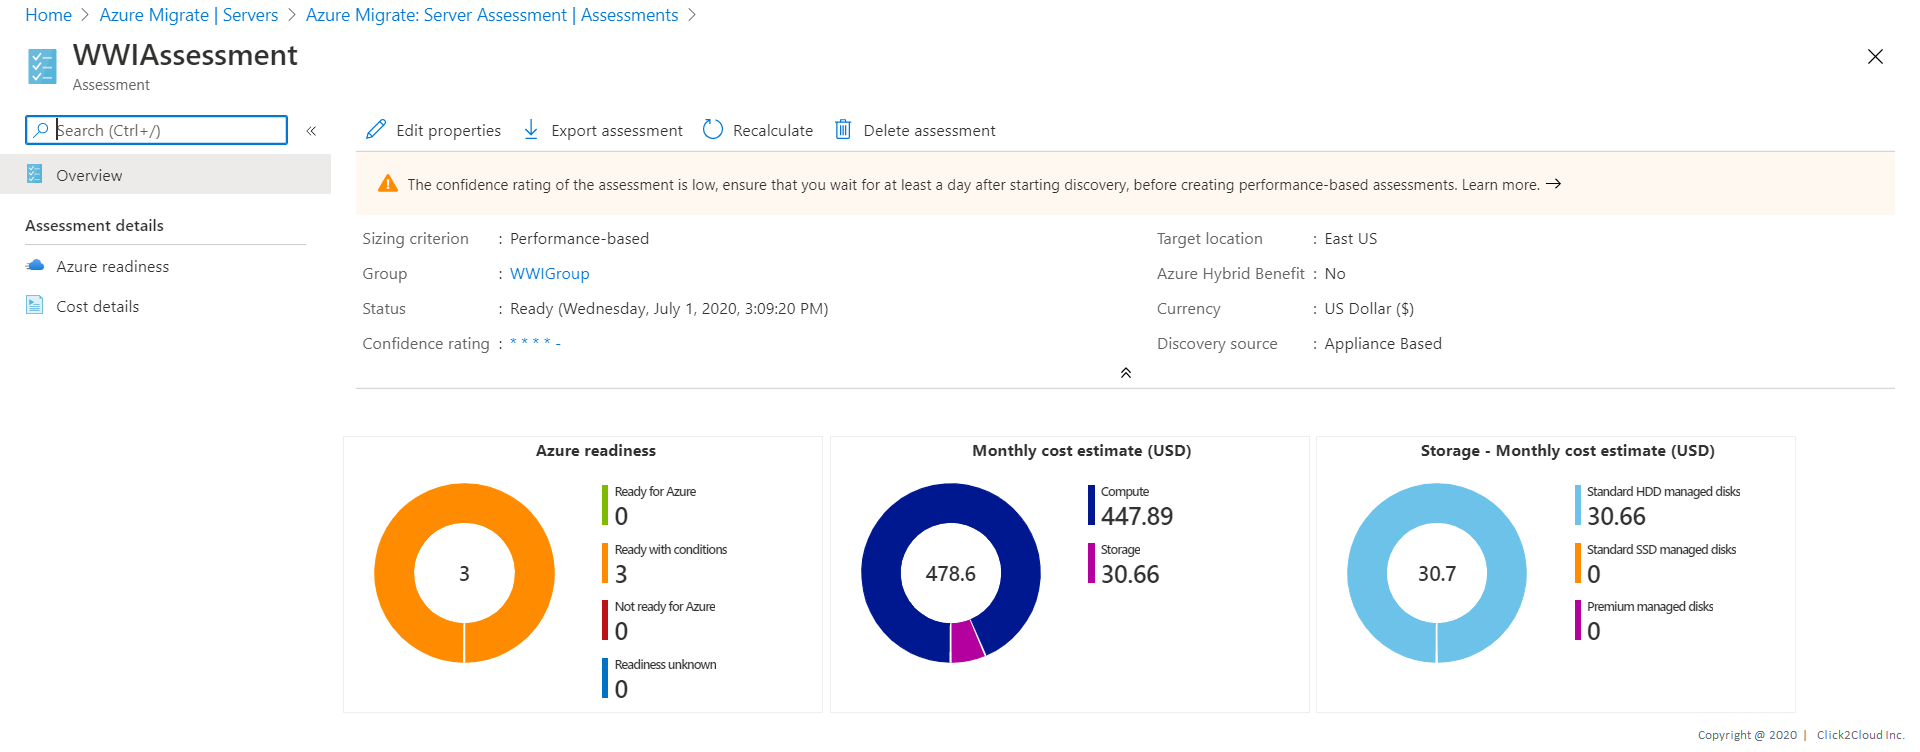 Home > Azure Migrate | Servers > Azure Migrate: Server Assessment | Assessments >
WWIAssessment
Assessment
Search (Ctrl+/)
«
Overview
Assessment details
Azure readiness
Cost details
Edit properties Export assessment Recalculate Delete assessment
The confidence rating of the assessment is low, ensure that you wait for at least a day after starting discovery, before creating performance-based assessments. Learn more. →
Sizing criterion : Performance-based
Group : WWIGroup
Status : Ready (Wednesday, July 1, 2020, 3:09:20 PM)
Confidence rating : * * * * -
Target location : East US
Azure Hybrid Benefit : No
Currency : US Dollar ($)
Discovery source : Appliance Based
Azure readiness
3
Ready for Azure
0
Ready with conditions
3
Not ready for Azure
0
Readiness unknown
0
Monthly cost estimate (USD)
478.6
Compute
447.89
Storage
30.66
Storage - Monthly cost estimate (USD)
30.7
Standard HDD managed disks
30.66
Standard SSD managed disks
0
Premium managed disks
0
Copyright @ 2020 | Click2Cloud Inc.